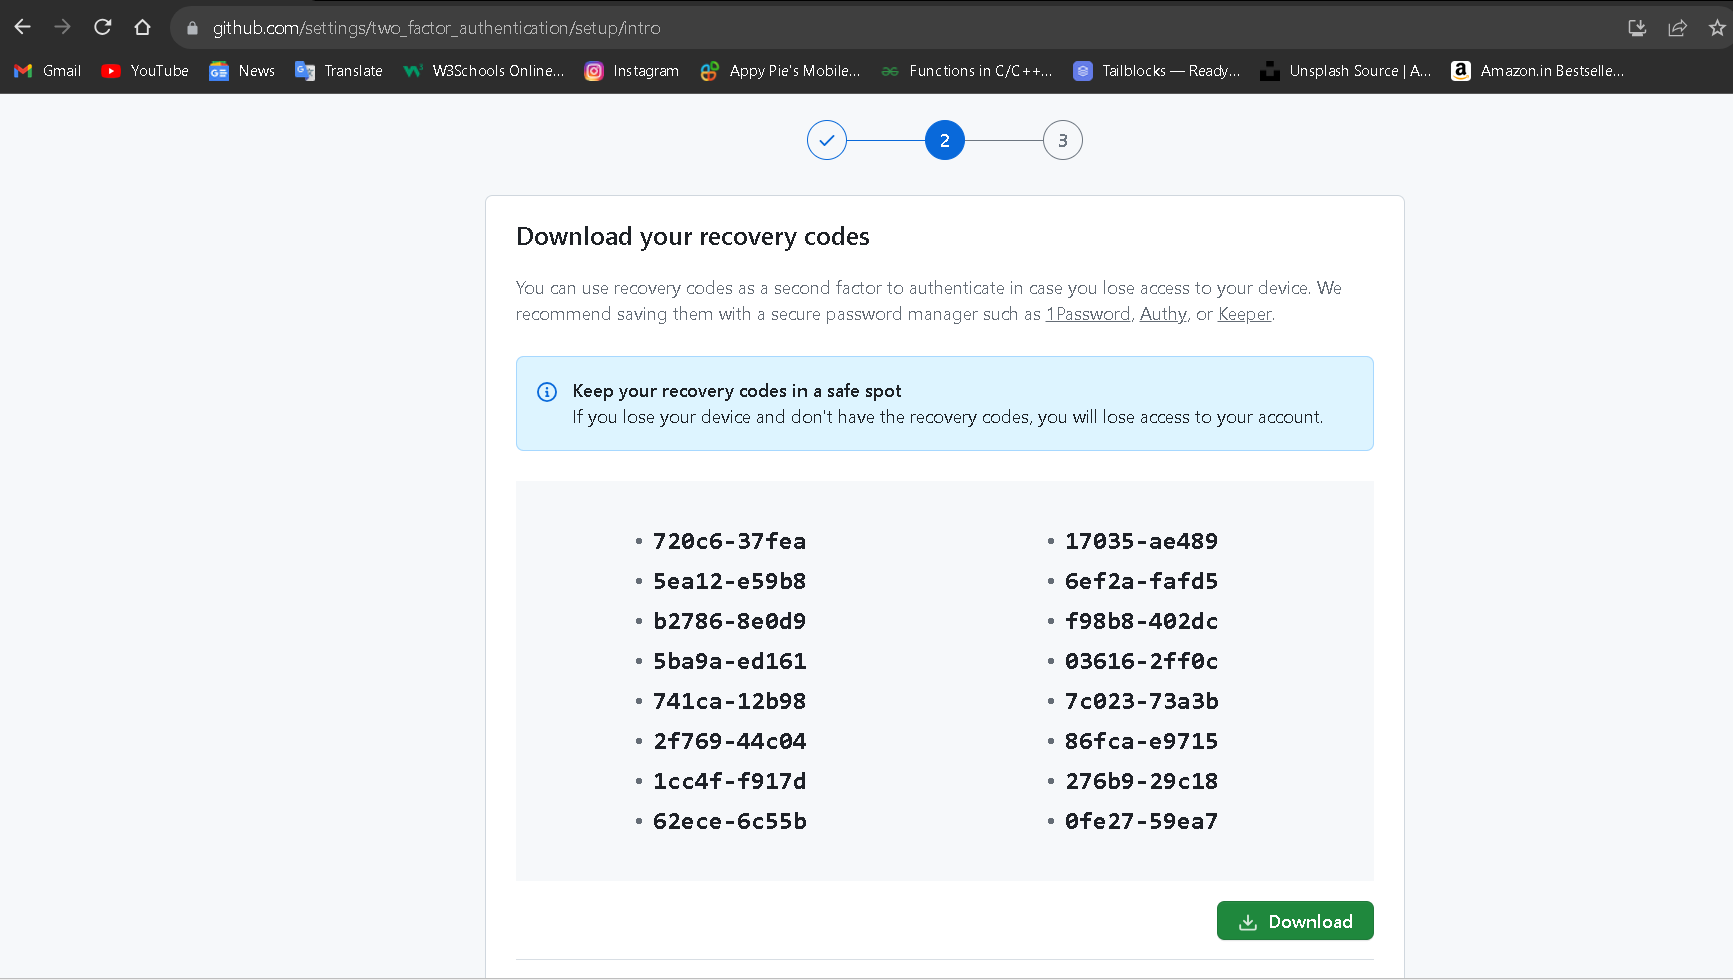 github.com/settings/two_factor_authentication/setup/intro
Gmail YouTube News Translate W3Schools Online... Instagram Appy Pie's Mobile... Functions in C/C++... Tailblocks — Ready... Unsplash Source | A... Amazon.in Bestselle...
2 3
Download your recovery codes
You can use recovery codes as a second factor to authenticate in case you lose access to your device. We
recommend saving them with a secure password manager such as 1Password, Authy, or Keeper.
Keep your recovery codes in a safe spot
If you lose your device and don't have the recovery codes, you will lose access to your account.
• 720c6-37fea • 17035-ae489
• 5ea12-e59b8 • 6ef2a-fafd5
• b2786-8e0d9 • f98b8-402dc
• 5ba9a-ed161 • 03616-2ff0c
• 741ca-12b98 • 7c023-73a3b
• 2f769-44c04 • 86fca-e9715
• 1cc4f-f917d • 276b9-29c18
• 62ece-6c55b • 0fe27-59ea7
Download